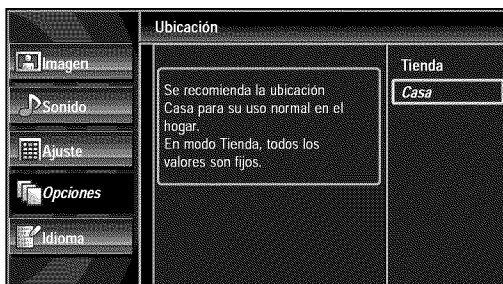 Ubicación
Imagen
Sonido
Ajuste
Opciones
Idioma
Se recomienda la ubicación
Casa para su uso normal en el
hogar.
En modo Tienda, todos los
valores son fijos.
Tienda
Casa